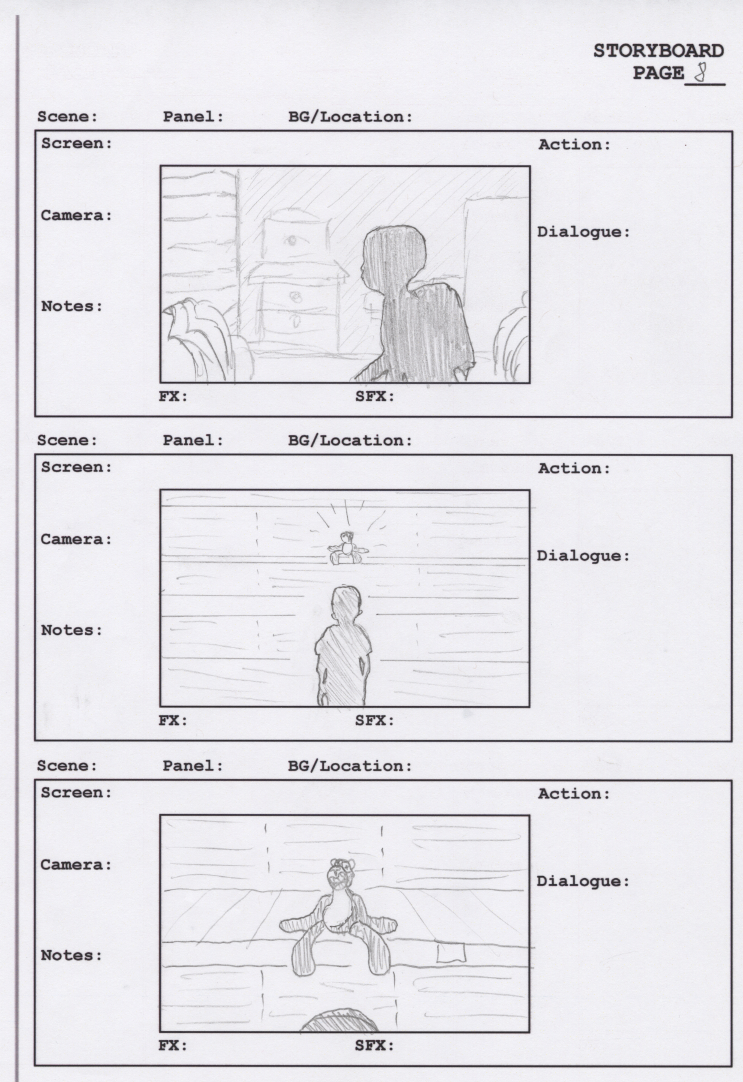 STORYBOARD
PAGE 8
Scene: Panel: BG/Location:
Screen:
Action:
Camera:
Dialogue:
Notes:
FX: SFX:
Scene: Panel: BG/Location:
Screen:
Action:
Camera:
Dialogue:
Notes:
FX: SFX:
Scene: Panel: BG/Location:
Screen:
Action:
Camera:
Dialogue:
Notes:
FX: SFX: